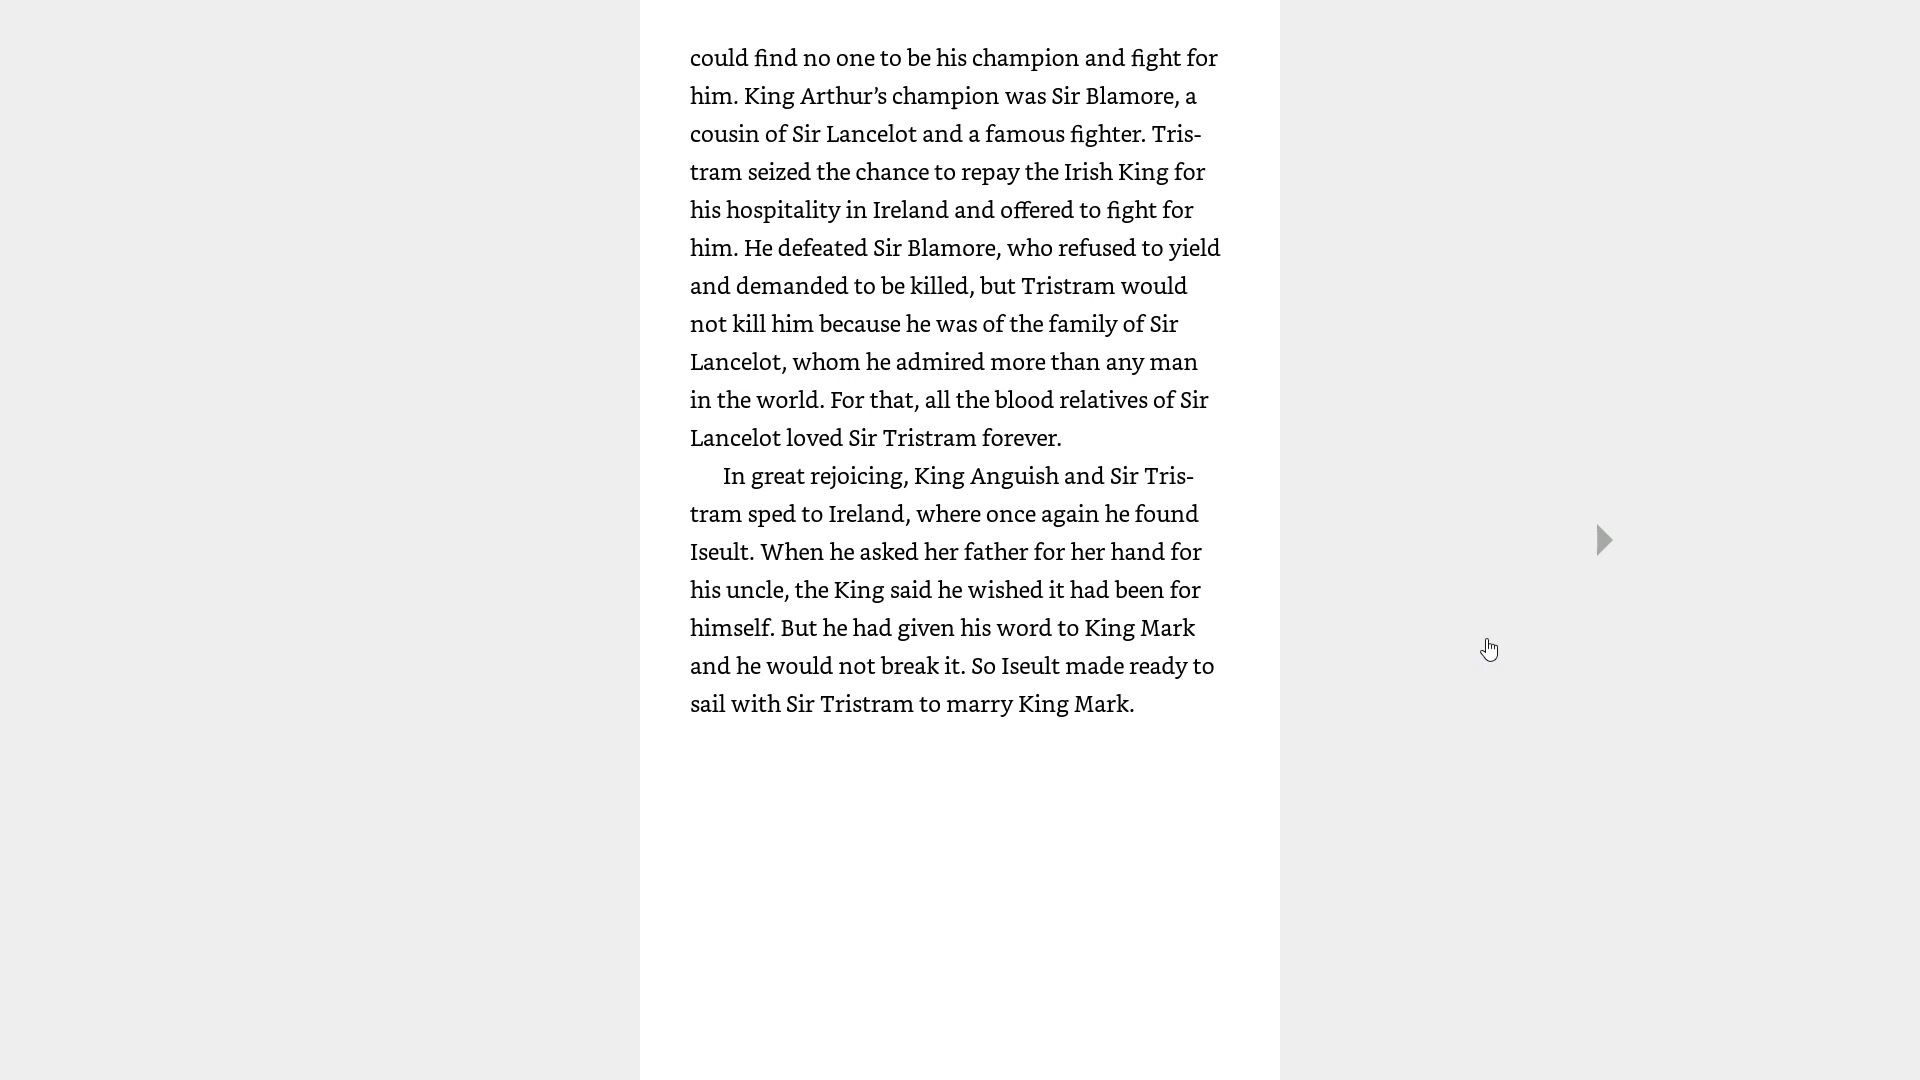 could find no one to be his champion and fight for
him. King Arthur’s champion was Sir Blamore, a
cousin of Sir Lancelot and a famous fighter. Tris-
tram seized the chance to repay the Irish King for
his hospitality in Ireland and offered to fight for
him. He defeated Sir Blamore, who refused to yield
and demanded to be killed, but Tristram would
not kill him because he was of the family of Sir
Lancelot, whom he admired more than any man
in the world. For that, all the blood relatives of Sir
Lancelot loved Sir Tristram forever.
In great rejoicing, King Anguish and Sir Tris-
tram sped to Ireland, where once again he found
Iseult. When he asked her father for her hand for
his uncle, the King said he wished it had been for
himself. But he had given his word to King Mark
and he would not break it. So Iseult made ready to
sail with Sir Tristram to marry King Mark.